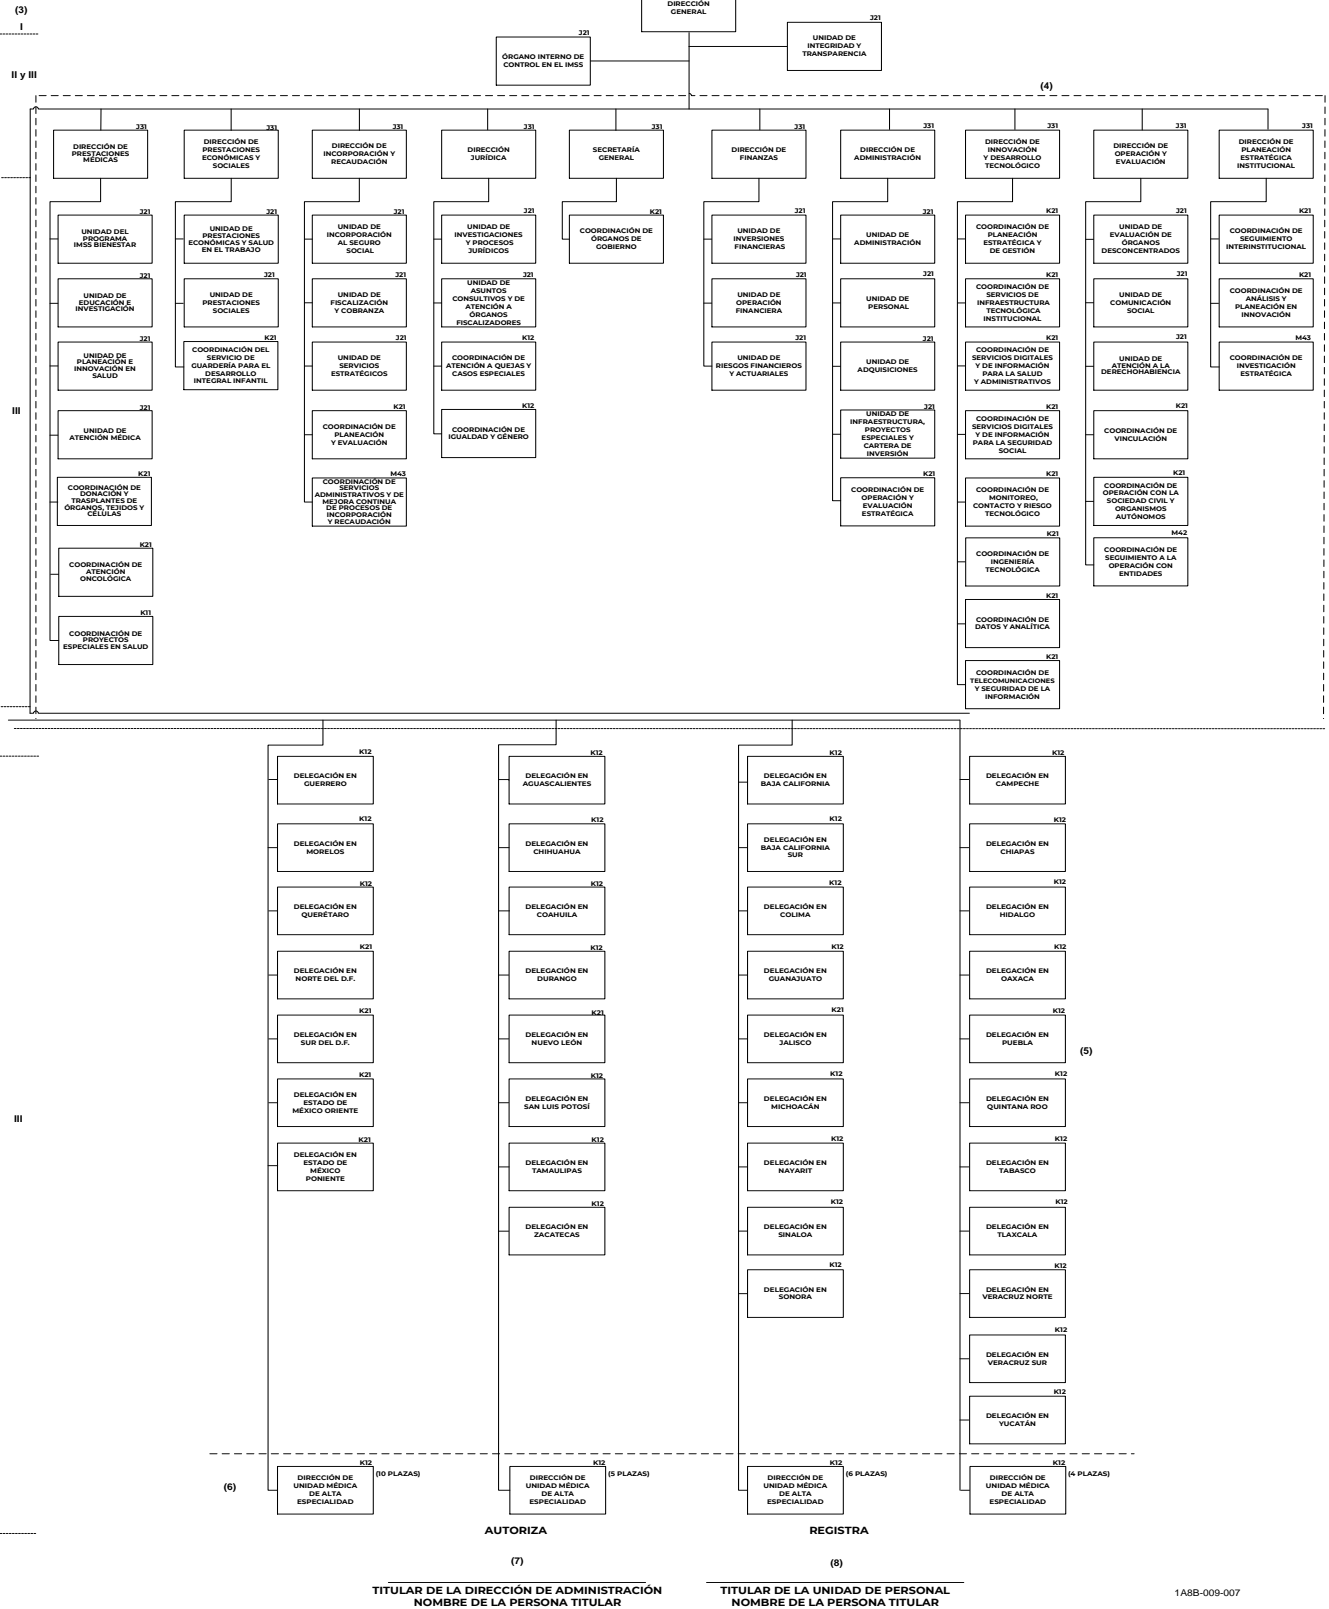 (3)
I
DIRECCIÓN
GENERAL
J21
ÓRGANO INTERNO DE
CONTROL EN EL IMSS
J21
UNIDAD DE
INTEGRIDAD Y
TRANSPARENCIA
II y III
(4)
J31
DIRECCIÓN DE
PRESTACIONES
MÉDICAS
J31
DIRECCIÓN DE
PRESTACIONES
ECONÓMICAS Y
SOCIALES
J31
DIRECCIÓN DE
INCORPORACIÓN Y
RECAUDACIÓN
J31
DIRECCIÓN
JURÍDICA
J31
SECRETARÍA
GENERAL
J31
DIRECCIÓN DE
FINANZAS
J31
DIRECCIÓN DE
ADMINISTRACIÓN
J31
DIRECCIÓN DE
INNOVACIÓN
Y DESARROLLO
TECNOLÓGICO
J31
DIRECCIÓN DE
OPERACIÓN Y
EVALUACIÓN
J31
DIRECCIÓN DE
PLANEACIÓN
ESTRATÉGICA
INSTITUCIONAL
III
J21
UNIDAD DEL
PROGRAMA
IMSS BIENESTAR
J21
UNIDAD DE
EDUCACIÓN E
INVESTIGACIÓN
J21
UNIDAD DE
PLANEACIÓN E
INNOVACIÓN EN
SALUD
J21
UNIDAD DE
ATENCIÓN MÉDICA
K21
COORDINACIÓN DE
DONACIÓN Y
TRASPLANTES DE
ÓRGANOS, TEJIDOS Y
CÉLULAS
K21
COORDINACIÓN DE
ATENCIÓN
ONCOLÓGICA
K11
COORDINACIÓN DE
PROYECTOS
ESPECIALES EN SALUD
J21
UNIDAD DE
PRESTACIONES
ECONÓMICAS Y SALUD
EN EL TRABAJO
J21
UNIDAD DE
PRESTACIONES
SOCIALES
K21
COORDINACIÓN DEL
SERVICIO DE
GUARDERÍA PARA EL
DESARROLLO
INTEGRAL INFANTIL
J21
UNIDAD DE
INCORPORACIÓN
AL SEGURO
SOCIAL
J21
UNIDAD DE
FISCALIZACIÓN
Y COBRANZA
J21
UNIDAD DE
SERVICIOS
ESTRATÉGICOS
K21
COORDINACIÓN DE
PLANEACIÓN
Y EVALUACIÓN
M43
COORDINACIÓN DE
SERVICIOS
ADMINISTRATIVOS Y DE
MEJORA CONTINUA
DE PROCESOS DE
INCORPORACIÓN
Y RECAUDACIÓN
J21
UNIDAD DE
INVESTIGACIONES
Y PROCESOS
JURÍDICOS
J21
UNIDAD DE
ASUNTOS
CONSULTIVOS Y DE
ATENCIÓN A
ÓRGANOS
FISCALIZADORES
K12
COORDINACIÓN DE
ATENCIÓN A QUEJAS Y
CASOS ESPECIALES
K12
COORDINACIÓN DE
IGUALDAD Y GÉNERO
K21
COORDINACIÓN DE
ÓRGANOS DE
GOBIERNO
J21
UNIDAD DE
INVERSIONES
FINANCIERAS
J21
UNIDAD DE
OPERACIÓN
FINANCIERA
J21
UNIDAD DE
RIESGOS FINANCIEROS
Y ACTUARIALES
J21
UNIDAD DE
ADMINISTRACIÓN
J21
UNIDAD DE
PERSONAL
J21
UNIDAD DE
ADQUISICIONES
J21
UNIDAD DE
INFRAESTRUCTURA,
PROYECTOS
ESPECIALES Y
CARTERA DE
INVERSIÓN
K21
COORDINACIÓN DE
OPERACIÓN Y
EVALUACIÓN
ESTRATÉGICA
K21
COORDINACIÓN DE
PLANEACIÓN
ESTRATÉGICA Y
DE GESTIÓN
K21
COORDINACIÓN DE
SERVICIOS DE
INFRAESTRUCTURA
TECNOLÓGICA
INSTITUCIONAL
K21
COORDINACIÓN DE
SERVICIOS DIGITALES
Y DE INFORMACIÓN
PARA LA SALUD
Y ADMINISTRATIVOS
K21
COORDINACIÓN DE
SERVICIOS DIGITALES
Y DE INFORMACIÓN
PARA LA SEGURIDAD
SOCIAL
K21
COORDINACIÓN DE
MONITOREO,
CONTACTO Y RIESGO
TECNOLÓGICO
K21
COORDINACIÓN DE
INGENIERÍA
TECNOLÓGICA
K21
COORDINACIÓN DE
DATOS Y ANALÍTICA
K21
COORDINACIÓN DE
TELECOMUNICACIONES
Y SEGURIDAD DE LA
INFORMACIÓN
J21
UNIDAD DE
EVALUACIÓN DE
ÓRGANOS
DESCONCENTRADOS
J21
UNIDAD DE
COMUNICACIÓN
SOCIAL
J21
UNIDAD DE
ATENCIÓN A LA
DERECHOHABIENCIA
K21
COORDINACIÓN DE
VINCULACIÓN
K21
COORDINACIÓN DE
OPERACIÓN CON LA
SOCIEDAD CIVIL Y
ORGANISMOS
AUTÓNOMOS
M42
COORDINACIÓN DE
SEGUIMIENTO A LA
OPERACIÓN CON
ENTIDADES
K21
COORDINACIÓN DE
SEGUIMIENTO
INTERINSTITUCIONAL
K21
COORDINACIÓN DE
ANÁLISIS Y
PLANEACIÓN EN
INNOVACIÓN
M43
COORDINACIÓN DE
INVESTIGACIÓN
ESTRATÉGICA
III
K12
DELEGACIÓN EN
GUERRERO
K12
DELEGACIÓN EN
MORELOS
K12
DELEGACIÓN EN
QUERÉTARO
K21
DELEGACIÓN EN
NORTE DEL D.F.
K21
DELEGACIÓN EN
SUR DEL D.F.
K21
DELEGACIÓN EN
ESTADO DE
MÉXICO ORIENTE
K21
DELEGACIÓN EN
ESTADO DE
MÉXICO
PONIENTE
K12
DELEGACIÓN EN
AGUASCALIENTES
K12
DELEGACIÓN EN
CHIHUAHUA
K12
DELEGACIÓN EN
COAHUILA
K12
DELEGACIÓN EN
DURANGO
K21
DELEGACIÓN EN
NUEVO LEÓN
K12
DELEGACIÓN EN
SAN LUIS POTOSÍ
K12
DELEGACIÓN EN
TAMAULIPAS
K12
DELEGACIÓN EN
ZACATECAS
K12
DELEGACIÓN EN
BAJA CALIFORNIA
K12
DELEGACIÓN EN
BAJA CALIFORNIA
SUR
K12
DELEGACIÓN EN
COLIMA
K12
DELEGACIÓN EN
GUANAJUATO
K21
DELEGACIÓN EN
JALISCO
K12
DELEGACIÓN EN
MICHOACÁN
K12
DELEGACIÓN EN
NAYARIT
K12
DELEGACIÓN EN
SINALOA
K12
DELEGACIÓN EN
SONORA
K12
DELEGACIÓN EN
CAMPECHE
K12
DELEGACIÓN EN
CHIAPAS
K12
DELEGACIÓN EN
HIDALGO
K12
DELEGACIÓN EN
OAXACA
K12
DELEGACIÓN EN
PUEBLA
(5)
K12
DELEGACIÓN EN
QUINTANA ROO
K12
DELEGACIÓN EN
TABASCO
K12
DELEGACIÓN EN
TLAXCALA
K12
DELEGACIÓN EN
VERACRUZ NORTE
K12
DELEGACIÓN EN
VERACRUZ SUR
K12
DELEGACIÓN EN
YUCATÁN
(6)
K12
(10 PLAZAS)
DIRECCIÓN DE
UNIDAD MÉDICA
DE ALTA
ESPECIALIDAD
K12
(5 PLAZAS)
DIRECCIÓN DE
UNIDAD MÉDICA
DE ALTA
ESPECIALIDAD
K12
(6 PLAZAS)
DIRECCIÓN DE
UNIDAD MÉDICA
DE ALTA
ESPECIALIDAD
K12
(4 PLAZAS)
DIRECCIÓN DE
UNIDAD MÉDICA
DE ALTA
ESPECIALIDAD
AUTORIZA
(7)
TITULAR DE LA DIRECCIÓN DE ADMINISTRACIÓN
NOMBRE DE LA PERSONA TITULAR
REGISTRA
(8)
TITULAR DE LA UNIDAD DE PERSONAL
NOMBRE DE LA PERSONA TITULAR
1A8B-009-007